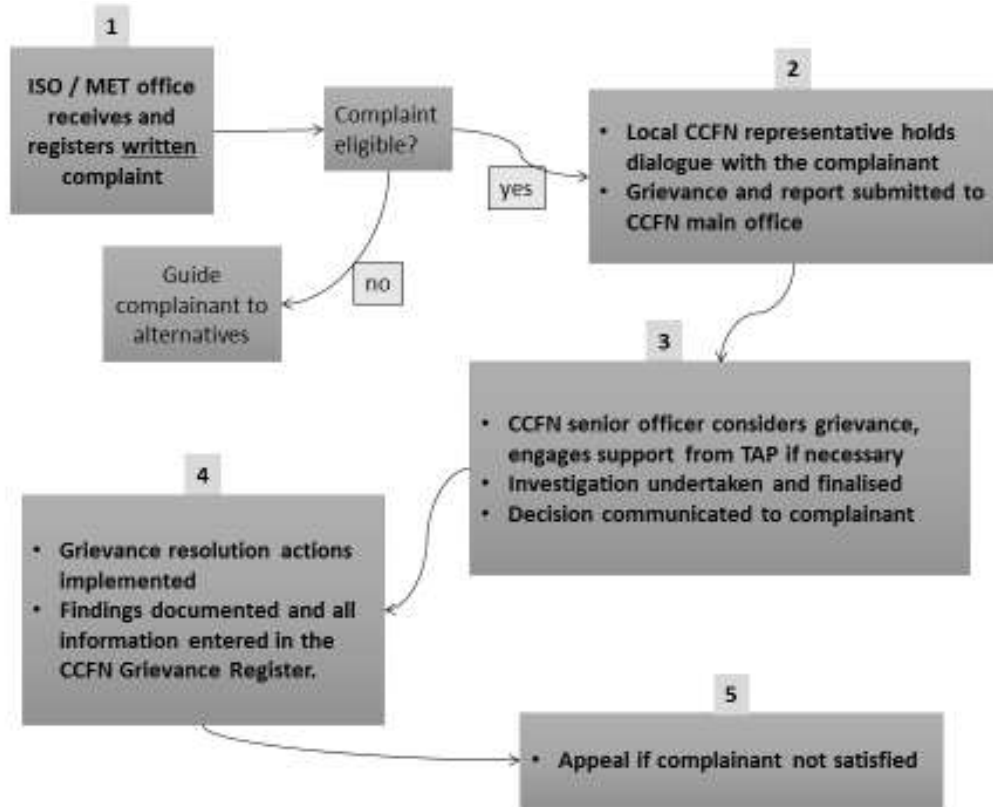 1
ISO / MET office
receives and
registers written
complaint
Complaint
eligible?
yes
no
Guide
complainant to
alternatives
2
• Local CCFN representative holds
dialogue with the complainant
• Grievance and report submitted to
CCFN main office
3
• CCFN senior officer considers grievance,
engages support from TAP if necessary
• Investigation undertaken and finalised
• Decision communicated to complainant
4
• Grievance resolution actions
implemented
• Findings documented and all
information entered in the
CCFN Grievance Register.
5
• Appeal if complainant not satisfied